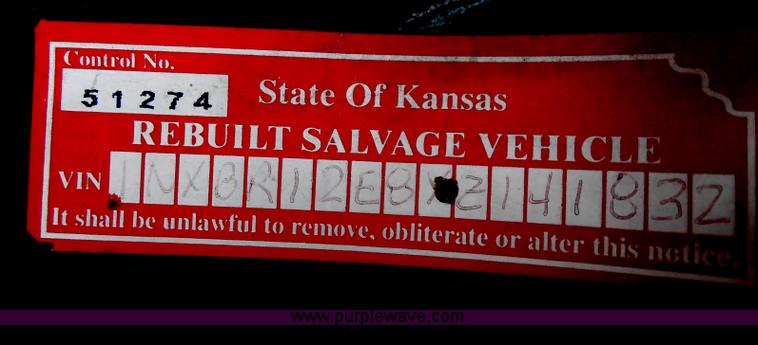 Control No.
51274
State Of Kansas
REBUILT SALVAGE VEHICLE
VIN 1NXBR12E8XZ141832
It shall be unlawful to remove, obliterate or alter this notice.
www.purplewave.com